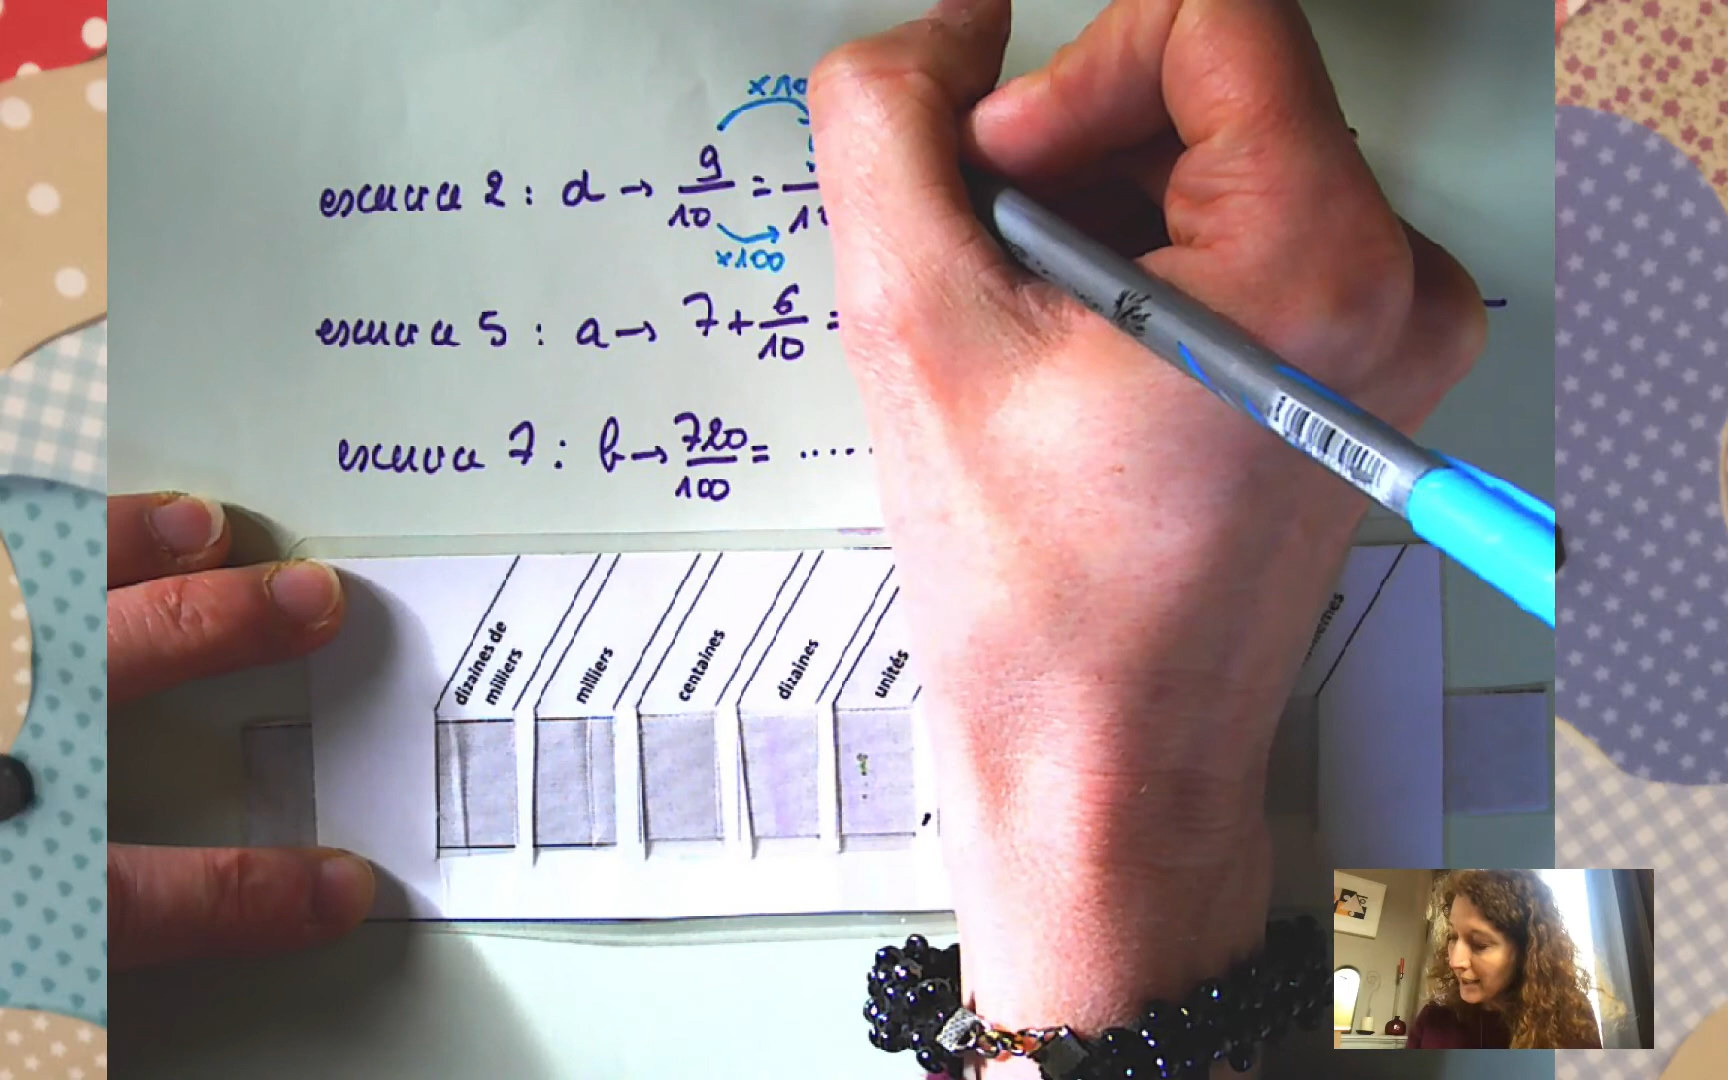 ×10
exercice 2 : d → 9/10 =
×100
exercice 5 : a → 7 + 6/10 =
exercice 7 : b → 720/100 = .....
dizaines de milliers
milliers
centaines
dizaines
unités
,